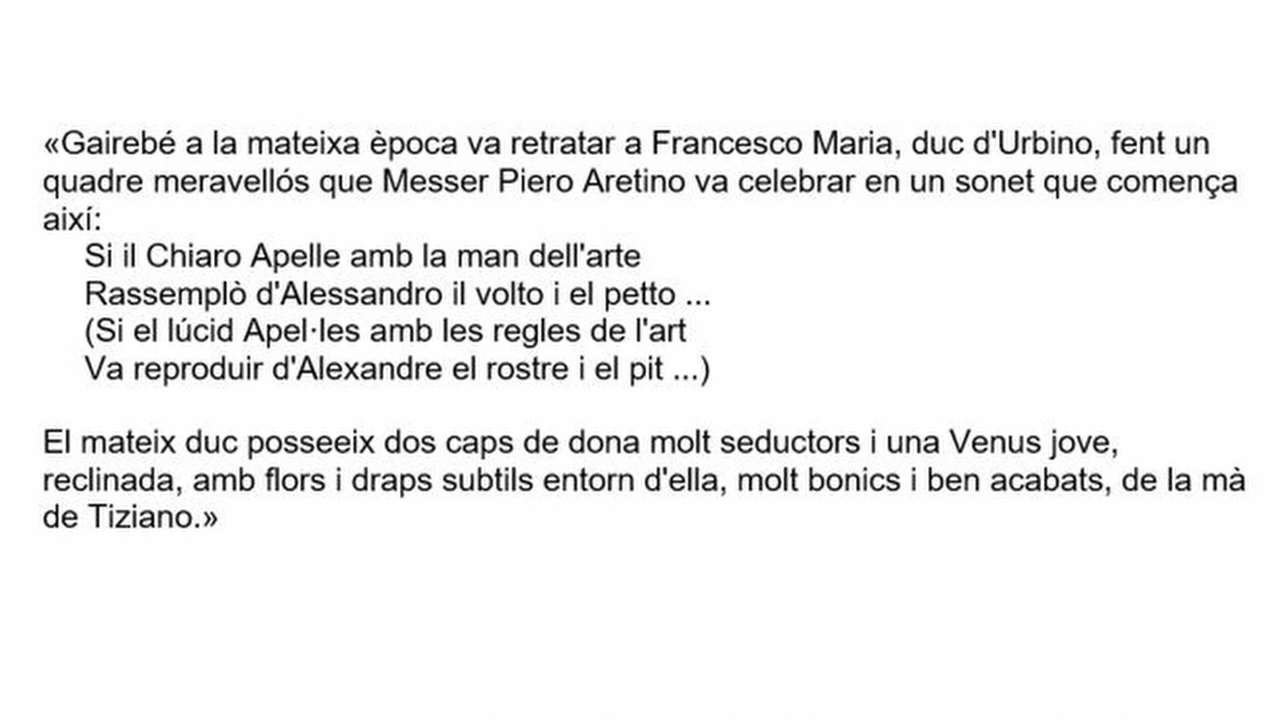 «Gairebé a la mateixa època va retratar a Francesco Maria, duc d'Urbino, fent un
quadre meravellós que Messer Piero Aretino va celebrar en un sonet que comença
així:
Si il Chiaro Apelle amb la man dell'arte
Rassemplò d'Alessandro il volto i el petto ...
(Si el lúcid Apel·les amb les regles de l'art
Va reproduir d'Alexandre el rostre i el pit ...)
El mateix duc posseeix dos caps de dona molt seductors i una Venus jove,
reclinada, amb flors i draps subtils entorn d'ella, molt bonics i ben acabats, de la mà
de Tiziano.»